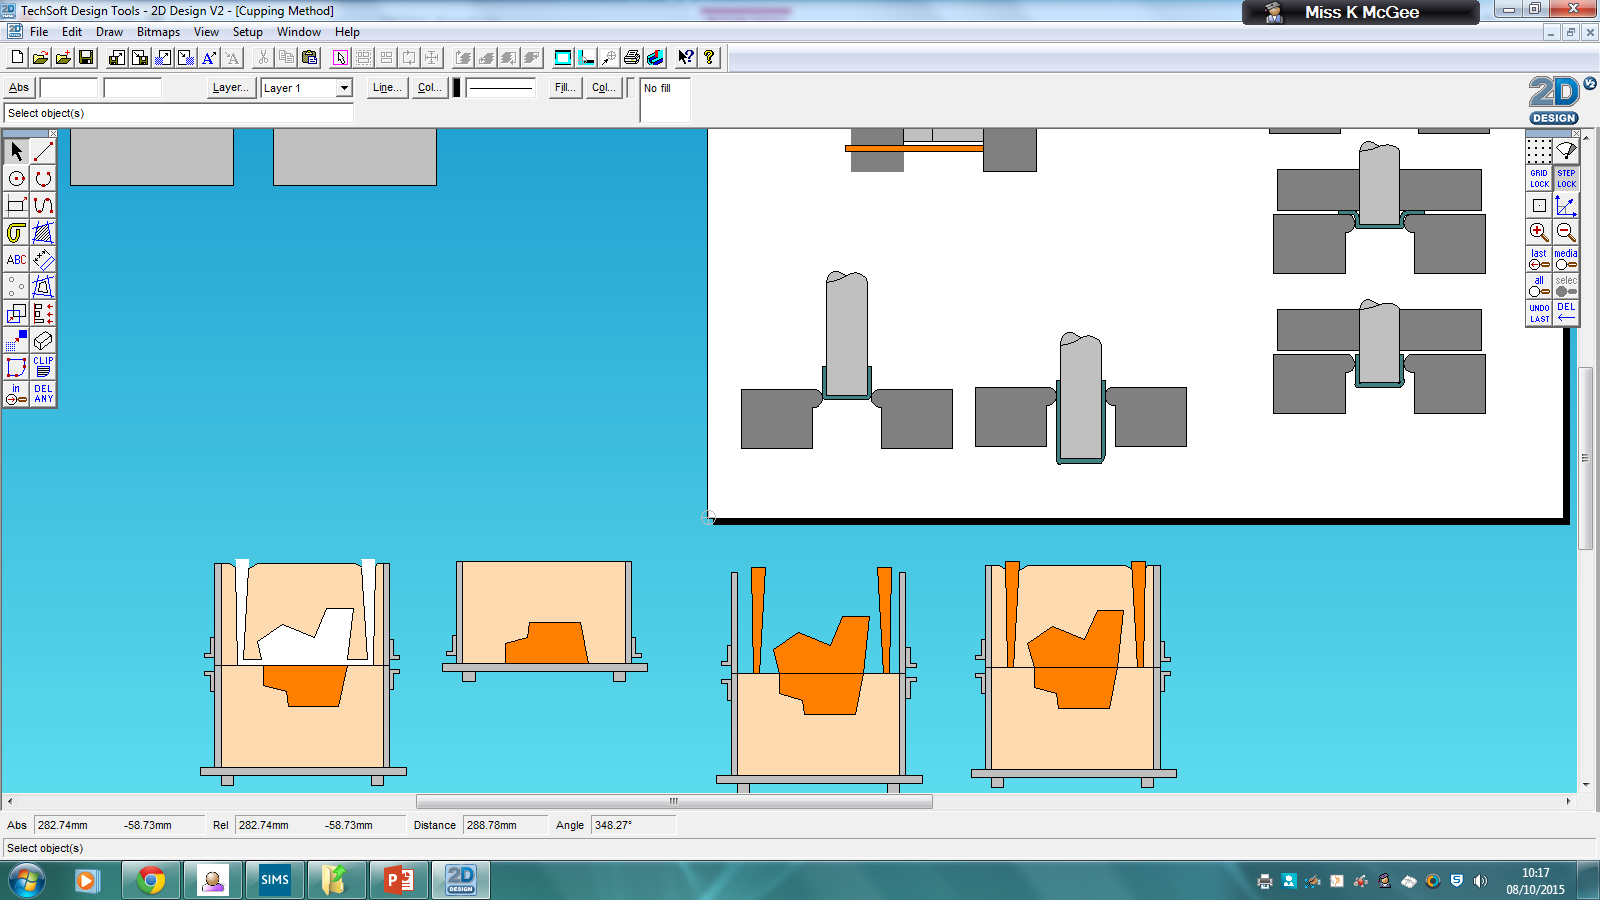 TechSoft Design Tools - 2D Design V2 - [Cupping Method]
Miss K McGee
File Edit Draw Bitmaps View Setup Window Help
Abs Layer... Layer 1 Line... Col... Fill... Col... No fill
2D V2
DESIGN
Select object(s)
GRID LOCK
STEP LOCK
ABC
last
media
all
selec
UNDO LAST
DEL
CLIP
in
DEL ANY
Abs 282.74mm -58.73mm Rel 282.74mm -58.73mm Distance 288.78mm Angle 348.27°
Select object(s)
SIMS
2D
DESIGN
10:17
08/10/2015